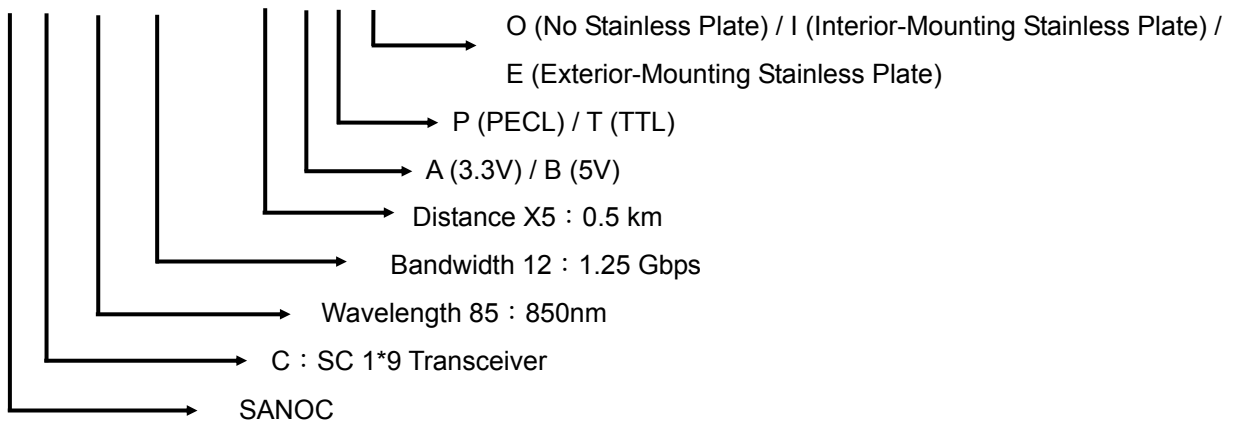 O (No Stainless Plate) / I (Interior-Mounting Stainless Plate) /
E (Exterior-Mounting Stainless Plate)
P (PECL) / T (TTL)
A (3.3V) / B (5V)
Distance X5：0.5 km
Bandwidth 12：1.25 Gbps
Wavelength 85：850nm
C：SC 1*9 Transceiver
SANOC